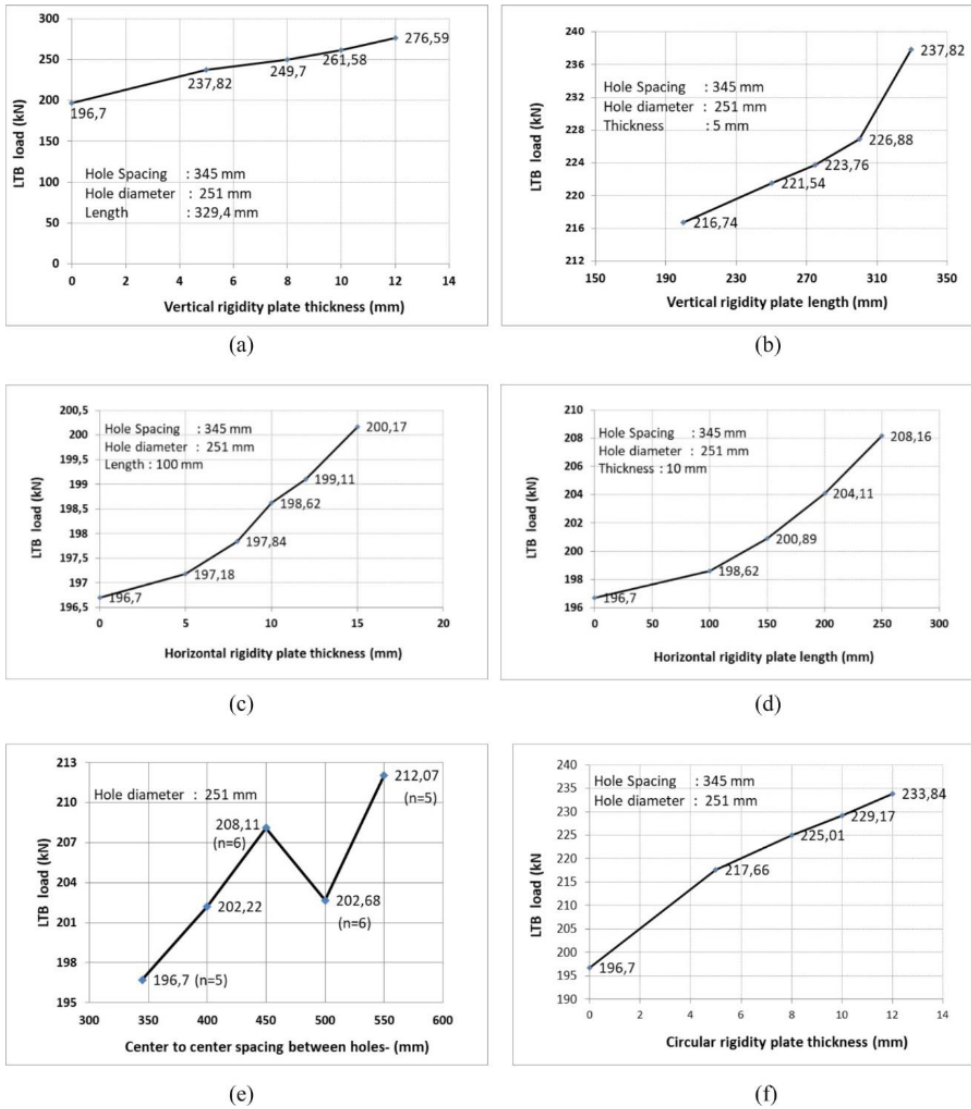 300
250
200
150
100
50
0
LTB load (kN)
196,7
237,82
249,7
261,58
276,59
Hole Spacing : 345 mm
Hole diameter : 251 mm
Length : 329,4 mm
0 2 4 6 8 10 12 14
Vertical rigidity plate thickness (mm)
(a)
240
236
232
228
224
220
216
212
LTB load (kN)
Hole Spacing : 345 mm
Hole diameter : 251 mm
Thickness : 5 mm
237,82
226,88
223,76
221,54
216,74
150 230 275 310 350
Vertical rigidity plate length (mm)
(b)
200,5
200
199,5
199
198,5
198
197,5
197
196,5
LTB load (kN)
Hole Spacing : 345 mm
Hole diameter : 251 mm
Length : 100 mm
200,17
199,11
198,62
197,84
197,18
196,7
0 5 10 15 20
Horizontal rigidity plate thickness (mm)
(c)
210
208
206
204
202
200
198
196
LTB load (kN)
Hole Spacing : 345 mm
Hole diameter : 251 mm
Thickness : 10 mm
208,16
204,11
200,89
198,62
196,7
0 50 100 150 200 250 300
Horizontal rigidity plate length (mm)
(d)
213
210
207
204
201
198
195
LTB load (kN)
Hole diameter : 251 mm
212,07
(n=5)
208,11
(n=6)
202,22
202,68
(n=6)
196,7 (n=5)
300 350 400 450 500 550 600
Center to center spacing between holes- (mm)
(e)
240
235
230
225
220
215
210
205
200
195
190
LTB load (kN
Hole Spacing : 345 mm
Hole diameter : 251 mm
233,84
229,17
225,01
217,66
196,7
0 2 4 6 8 10 12 14
Circular rigidity plate thickness (mm)
(f)